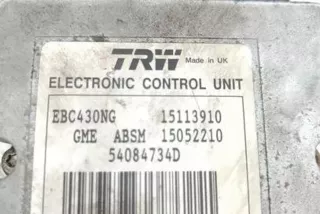 TRW Made in UK
ELECTRONIC CONTROL UNIT
EBC430NG 15113910
GME ABSM 15052210
54084734D